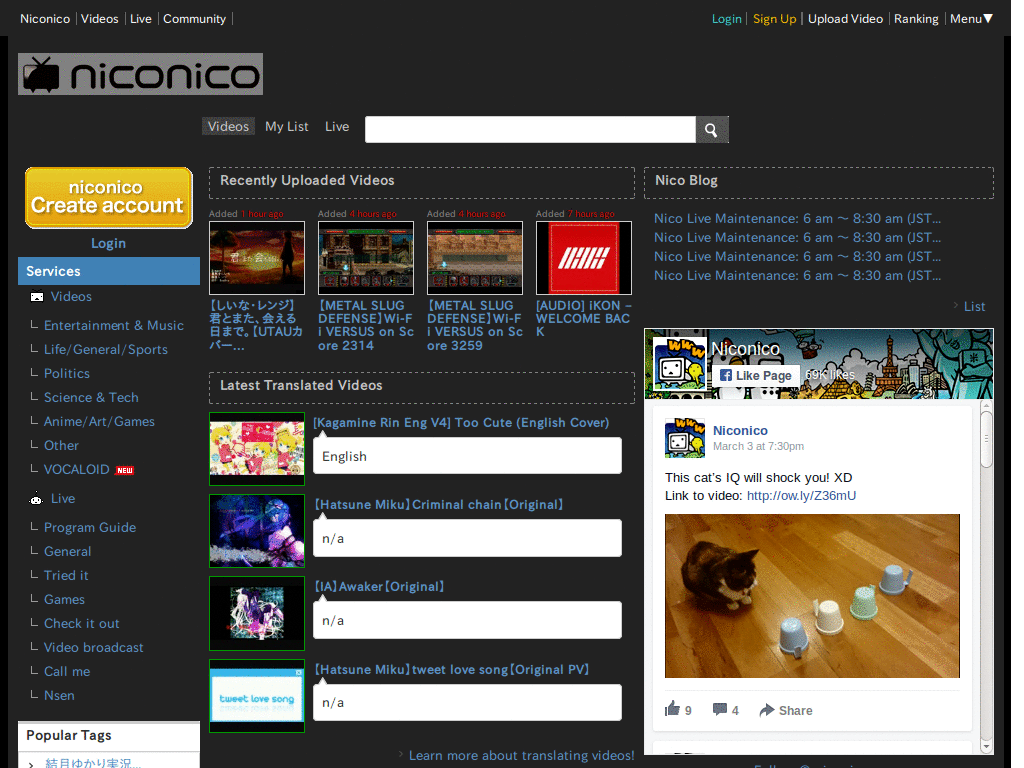 Niconico Videos Live Community
Login Sign Up Upload Video Ranking Menu▼
niconico
Videos My List Live
niconico
Create account
Login
Services
Videos
Entertainment & Music
Life/General/Sports
Politics
Science & Tech
Anime/Art/Games
Other
VOCALOID NEW
Live
Program Guide
General
Tried it
Games
Check it out
Video broadcast
Call me
Nsen
Popular Tags
結月ゆかり実況...
Recently Uploaded Videos
Added 1 hour ago
Added 4 hours ago
Added 4 hours ago
Added 7 hours ago
【しいな・レンジ】
君とまた、会える
日まで。【UTAUカ
バー...
【METAL SLUG
DEFENSE】Wi-F
i VERSUS on Sc
ore 2314
【METAL SLUG
DEFENSE】Wi-F
i VERSUS on Sc
ore 3259
[AUDIO] iKON –
WELCOME BAC
K
Latest Translated Videos
[Kagamine Rin Eng V4] Too Cute (English Cover)
English
【Hatsune Miku】Criminal chain【Original】
n/a
【IA】Awaker【Original】
n/a
tweet love song
【Hatsune Miku】tweet love song【Original PV】
n/a
Learn more about translating videos!
Nico Blog
Nico Live Maintenance: 6 am ～ 8:30 am (JST...
Nico Live Maintenance: 6 am ～ 8:30 am (JST...
Nico Live Maintenance: 6 am ～ 8:30 am (JST...
Nico Live Maintenance: 6 am ～ 8:30 am (JST...
List
www
Niconico
Like Page 69K likes
Niconico
March 3 at 7:30pm
This cat's IQ will shock you! XD
Link to video: http://ow.ly/Z36mU
9 4 Share